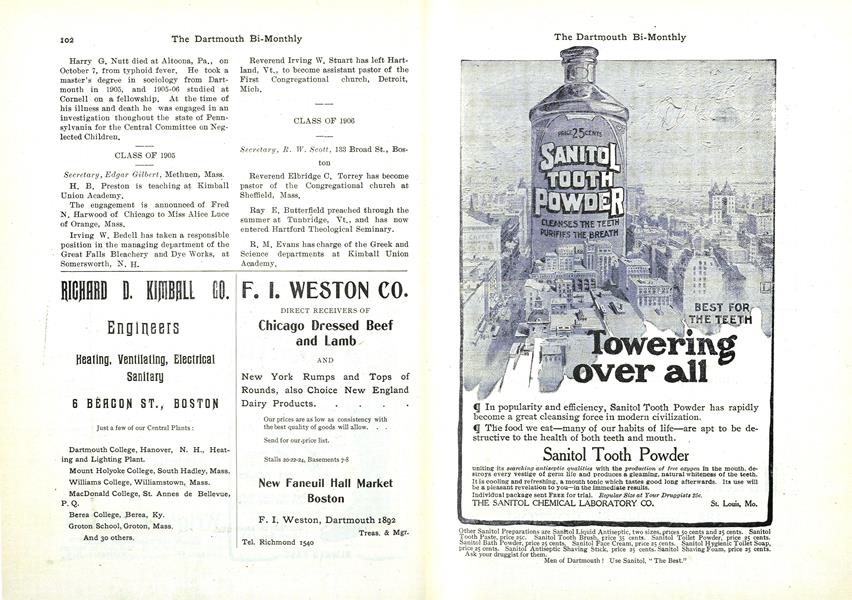 102
The Dartmouth Bi-Monthly
Harry G. Nutt died at Altoona, Pa., on
October 7, from typhoid fever. He took a
master's degree in sociology from Dart-
mouth in 1905, and 1905-06 studied at
Cornell on a fellowship. At the time of
his illness and death he was engaged in an
investigation thoughout the state of Penn-
sylvania for the Central Committee on Neg-
lected Children.
CLASS OF 1905
Secretary, Edgar Gilbert, Methuen, Mass.
H. B. Preston is teaching at Kimball
Union Academy.
The engagement is announced of Fred
N. Harwood of Chicago to Miss Alice Luce
of Orange, Mass.
Irving W. Bedell has taken a responsible
position in the managing department of the
Great Falls Bleachery and Dye Works, at
Somersworth, N. H.
Reverend Irving W. Stuart has left Hart-
land, Vt., to become assistant pastor of the
First Congregational church, Detroit,
Mich.
CLASS OF 1906
Secretary, R. W. Scott, 133 Broad St., Bos-
ton
Reverend Elbridge C. Torrey has become
pastor of the Congregational church at
Sheffield, Mass.
Ray E. Butterfield preached through the
summer at Tunbridge, Vt., and has now
entered Hartford Theological Seminary.
R. M. Evans has charge of the Greek and
Science departments at Kimball Union
Academy.
RICHARD D. KIMBALL CO.
Engineers
Heating, Ventilating, Electrical
Sanitary
6 BEACON ST., BOSTON
Just a few of our Central Plants :
Dartmouth College, Hanover, N. H., Heat-
ing and Lighting Plant.
Mount Holyoke College, South Hadley, Mass.
Williams College, Williamstown, Mass.
MacDonald College, St. Annes de Bellevue,
P. Q.
Berea College, Berea, Ky.
Groton School, Groton, Mass.
And 30 others.
F. I. WESTON CO.
DIRECT RECEIVERS OF
Chicago Dressed Beef
and Lamb
AND
New York Rumps and Tops of
Rounds, also Choice New England
Dairy Products. . . . .
Our prices are as low as consistency with
the best quality of goods will allow. . .
Send for our price list.
Stalls 20-22-24, Basements 7-8
New Faneuil Hall Market
Boston
F. I. Weston, Dartmouth 1892
Treas. & Mgr.
Tel. Richmond 1540
The Dartmouth Bi-Monthly
PRICE 25 CENTS
SANITOL
TOOTH
POWDER
CLEANSES THE TEETH
PURIFIES THE BREATH
BEST FOR
THE TEETH
Towering
over all
¶ In popularity and efficiency, Sanitol Tooth Powder has rapidly
become a great cleansing force in modern civilization.
¶ The food we eat—many of our habits of life—are apt to be de-
structive to the health of both teeth and mouth.
Sanitol Tooth Powder
uniting its searching antiseptic qualities with the production of free oxygen in the mouth, de-
stroys every vestige of germ life and produces a gleaming, natural whiteness of the teeth.
It is cooling and refreshing, a mouth tonic which tastes good long afterwards. Its use will
be a pleasant revelation to you—in the immediate results.
Individual package sent FREE for trial. Regular Size at Your Druggists 25c.
THE SANITOL CHEMICAL LABORATORY CO. St. Louis, Mo.
Other Sanitol Preparations are Sanitol Liquid Antiseptic, two sizes, prices 50 cents and 25 cents. Sanitol
Tooth Paste, price 25c. Sanitol Tooth Brush, price 35 cents. Sanitol Toilet Powder, price 25 cents.
Sanitol Bath Powder, price 25 cents. Sanitol Face Cream, price 25 cents. Sanitol Hygienic Toilet Soap,
price 25 cents. Sanitol Antiseptic Shaving Stick, price 25 cents. Sanitol Shaving Foam, price 25 cents.
Ask your druggist for them.
Men of Dartmouth! Use Sanitol, "The Best."